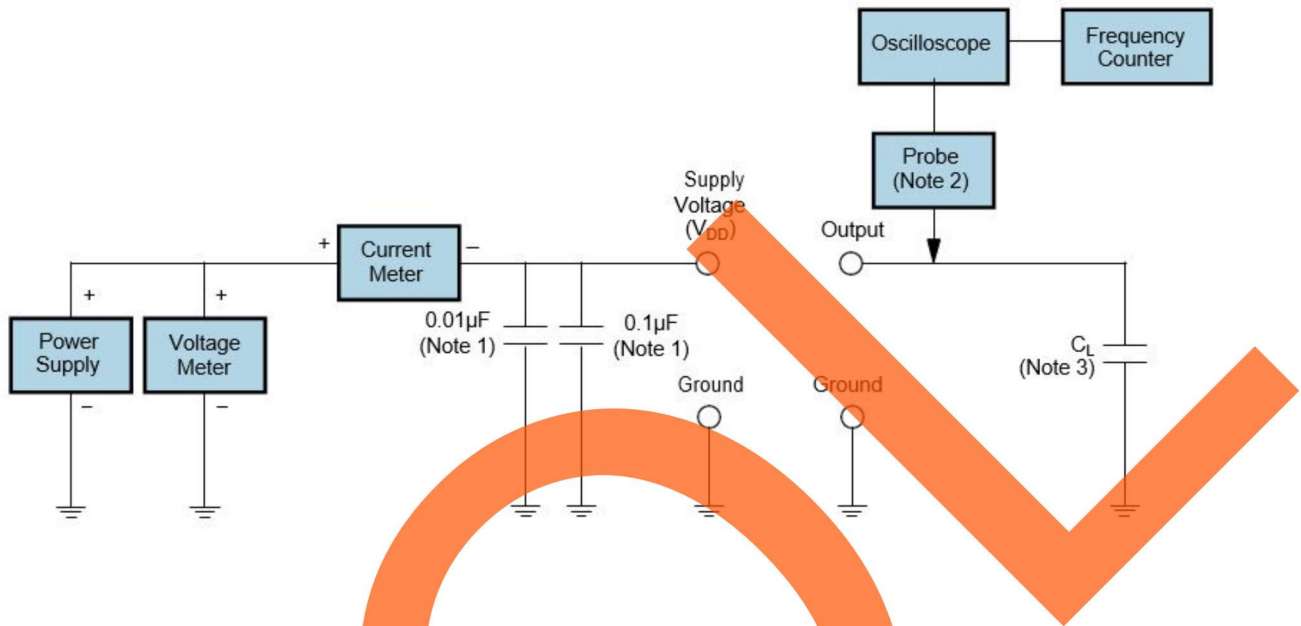 Oscilloscope
Frequency
Counter
Probe
(Note 2)
Supply
Voltage
(VDD)
Output
+
Current
Meter
–
+
+
Power
Supply
Voltage
Meter
–
–
0.01µF
(Note 1)
0.1µF
(Note 1)
CL
(Note 3)
Ground
Ground